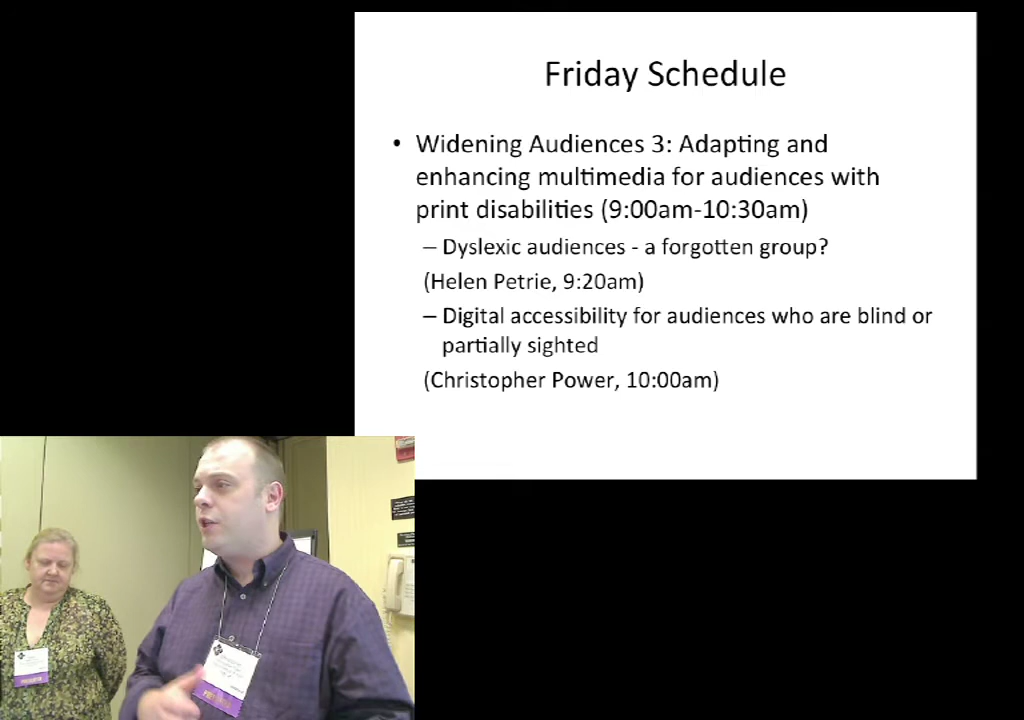 Friday Schedule
• Widening Audiences 3: Adapting and
enhancing multimedia for audiences with
print disabilities (9:00am-10:30am)
– Dyslexic audiences - a forgotten group?
(Helen Petrie, 9:20am)
– Digital accessibility for audiences who are blind or
partially sighted
(Christopher Power, 10:00am)